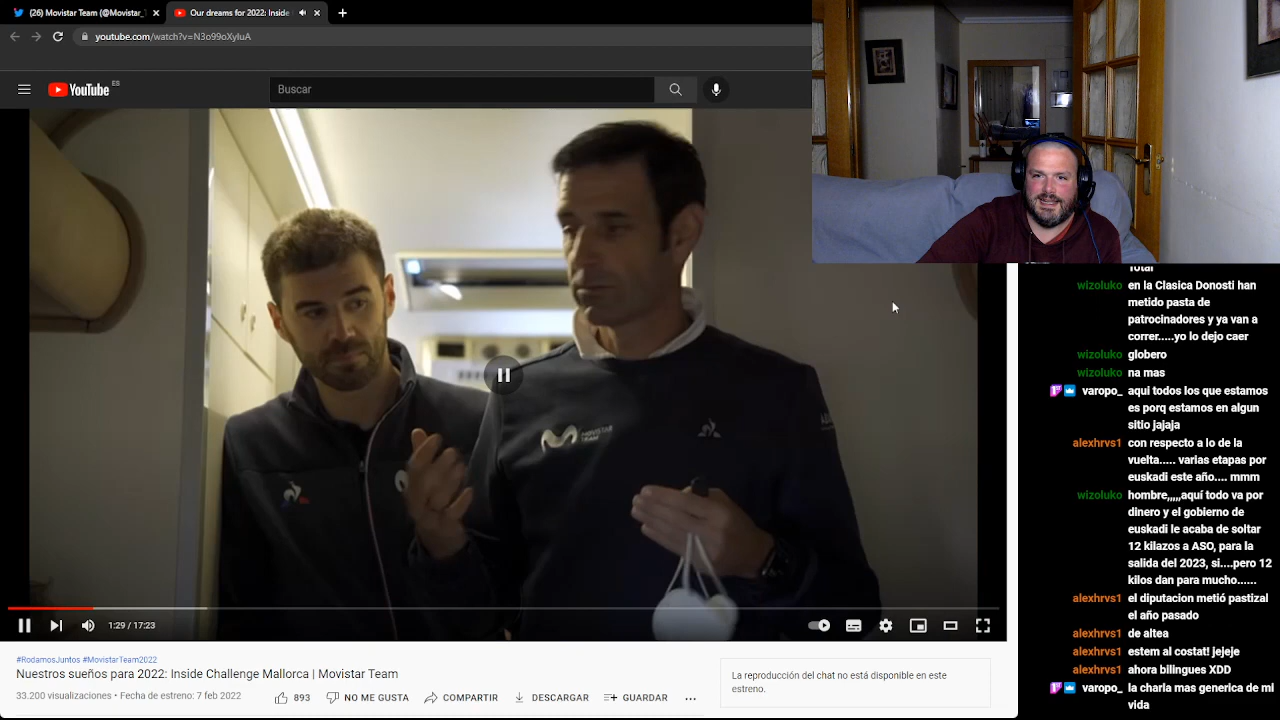 (26) Movistar Team (@Movistar_
Our dreams for 2022: Inside
youtube.com/watch?v=N3o99oXyIuA
YouTube ES
Buscar
MOVISTAR
TEAM
1:29 / 17:23
#RodamosJuntos #MovistarTeam2022
Nuestros sueños para 2022: Inside Challenge Mallorca | Movistar Team
33.200 visualizaciones • Fecha de estreno: 7 feb 2022
893
NO ME GUSTA
COMPARTIR
DESCARGAR
GUARDAR
La reproducción del chat no está disponible en este
estreno.
Total
wizoluko en la Clasica Donosti han
metido pasta de
patrocinadores y ya van a
correr.....yo lo dejo caer
wizoluko globero
wizoluko na mas
varopo_ aqui todos los que estamos
es porq estamos en algun
sitio jajaja
alexhrvs1 con respecto a lo de la
vuelta..... varias etapas por
euskadi este año.... mmm
wizoluko hombre,,,,,aquí todo va por
dinero y el gobierno de
euskadi le acaba de soltar
12 kilazos a ASO, para la
salida del 2023, si....pero 12
kilos dan para mucho......
alexhrvs1 el diputacion metió pastizal
el año pasado
alexhrvs1 de altea
alexhrvs1 estem al costat! jejeje
alexhrvs1 ahora bilingues XDD
varopo_ la charla mas generica de mi
vida